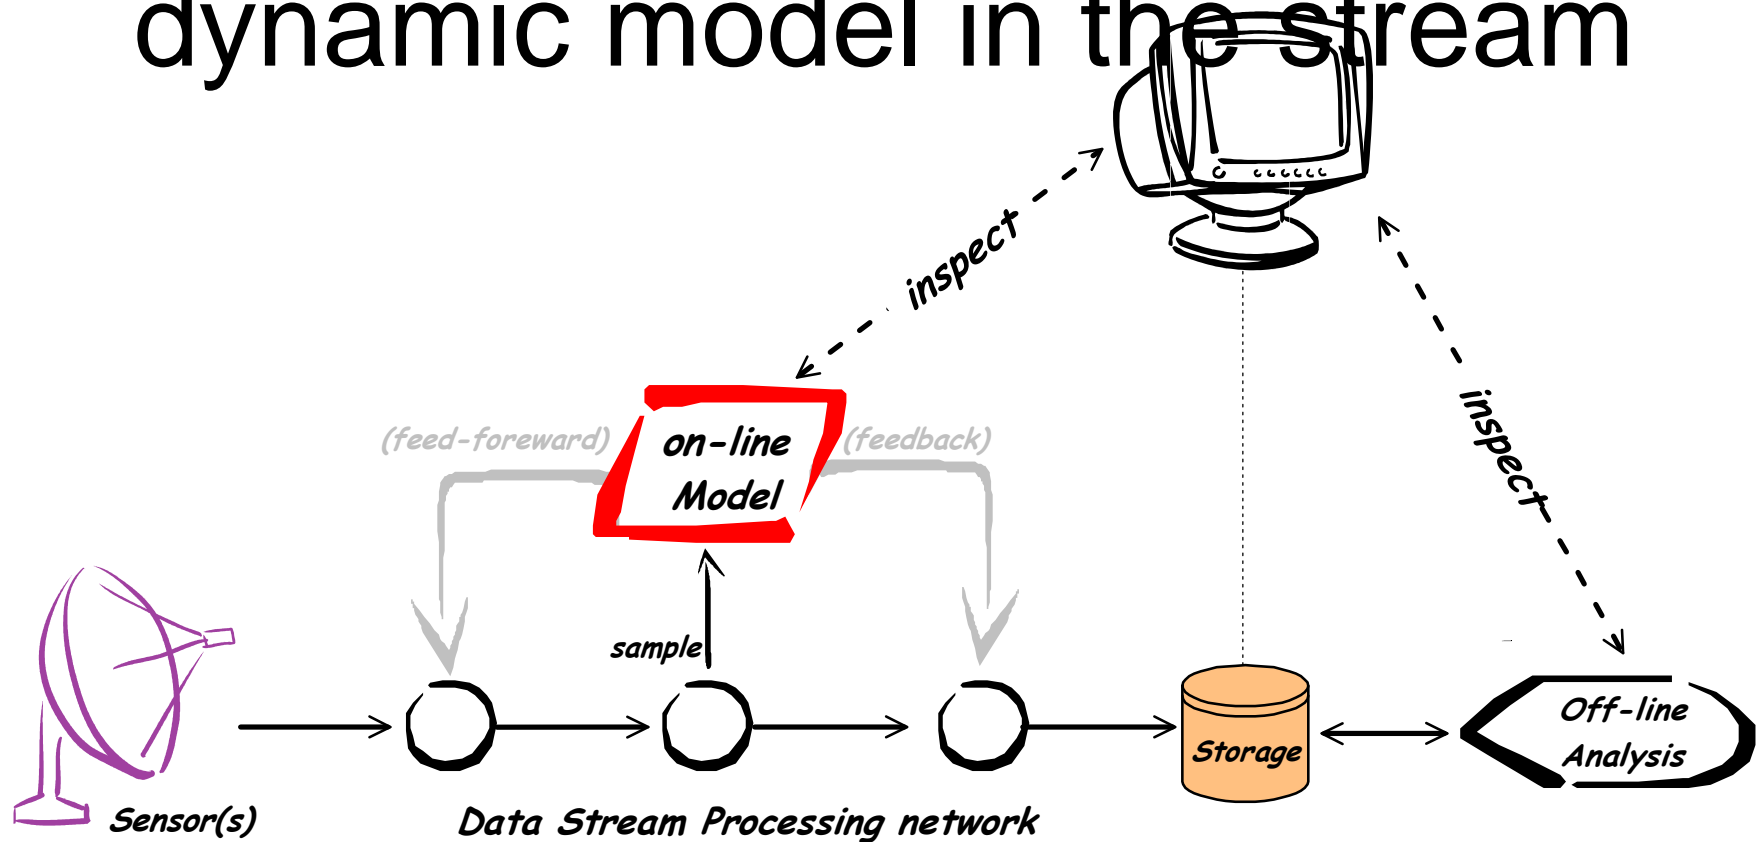 dynamic model in the stream
inspect
inspect
(feed-foreward)
on-line
Model
(feedback)
sample
Off-line
Analysis
Storage
Sensor(s)
Data Stream Processing network